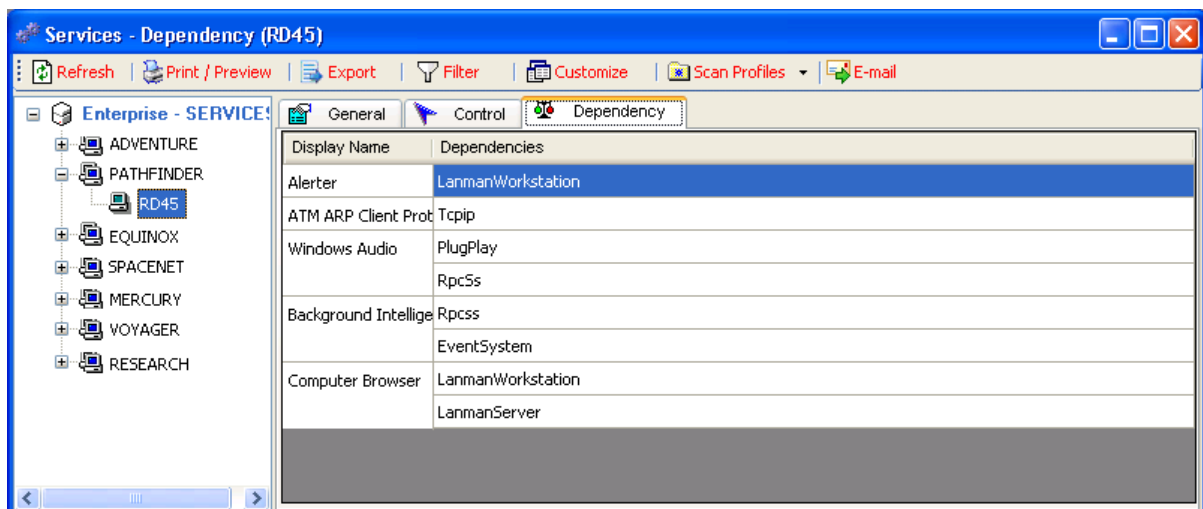 Services - Dependency (RD45)
Refresh Print / Preview Export Filter Customize Scan Profiles E-mail
Enterprise - SERVICES
ADVENTURE
PATHFINDER
RD45
EQUINOX
SPACENET
MERCURY
VOYAGER
RESEARCH
General Control Dependency
Display Name Dependencies
Alerter LanmanWorkstation
ATM ARP Client Prot Tcpip
Windows Audio PlugPlay
RpcSs
Background Intellige Rpcss
EventSystem
Computer Browser LanmanWorkstation
LanmanServer